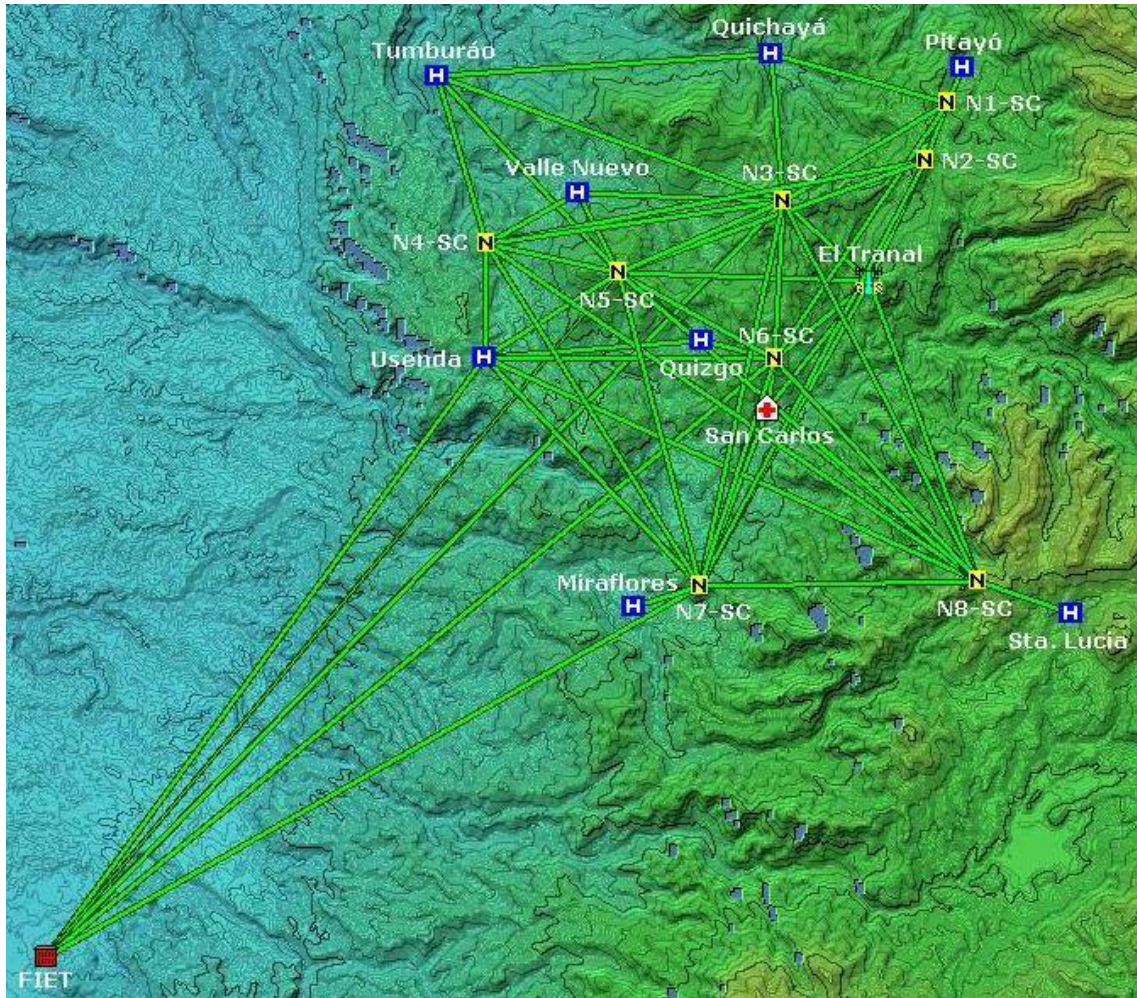 Quichayá
Pitayó
Tumburáo
H
H
H
N N1-SC
Valle Nuevo
N3-SC
N N2-SC
H
N
N4-SC N
El Tranal
N
N5-SC
N6-SC
Usenda H
H
N
Quizgo
San Carlos
Miraflores
N
N
H
N7-SC
N8-SC
H
Sta. Lucia
FIET